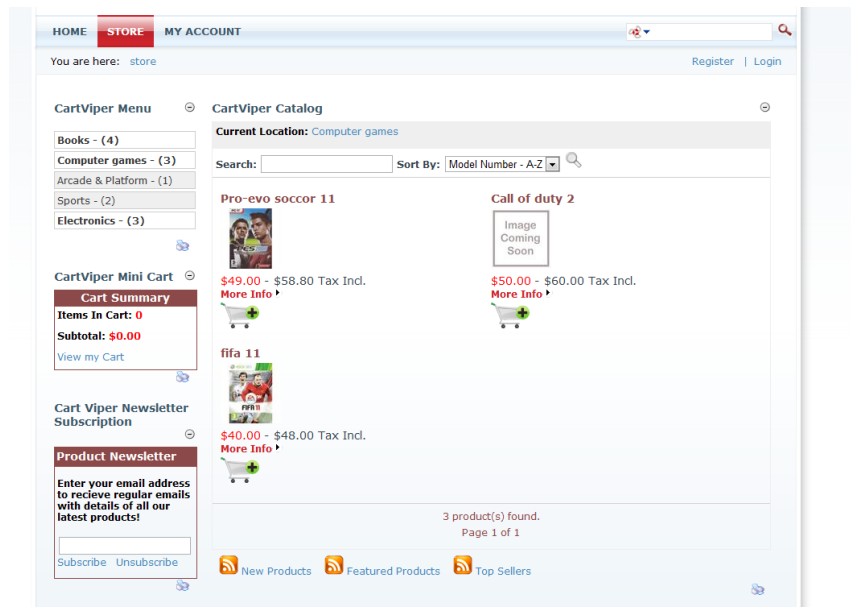 HOME STORE MY ACCOUNT
You are here: store
Register | Login
CartViper Menu
Books - (4)
Computer games - (3)
Arcade & Platform - (1)
Sports - (2)
Electronics - (3)
CartViper Mini Cart
Cart Summary
Items In Cart: 0
Subtotal: $0.00
View my Cart
Cart Viper Newsletter
Subscription
Product Newsletter
Enter your email address
to recieve regular emails
with details of all our
latest products!
Subscribe Unsubscribe
CartViper Catalog
Current Location: Computer games
Search: Sort By: Model Number - A-Z
Pro-evo soccor 11
$49.00 - $58.80 Tax Incl.
More Info
Call of duty 2
Image
Coming
Soon
$50.00 - $60.00 Tax Incl.
More Info
fifa 11
FIFA 11
$40.00 - $48.00 Tax Incl.
More Info
3 product(s) found.
Page 1 of 1
New Products Featured Products Top Sellers